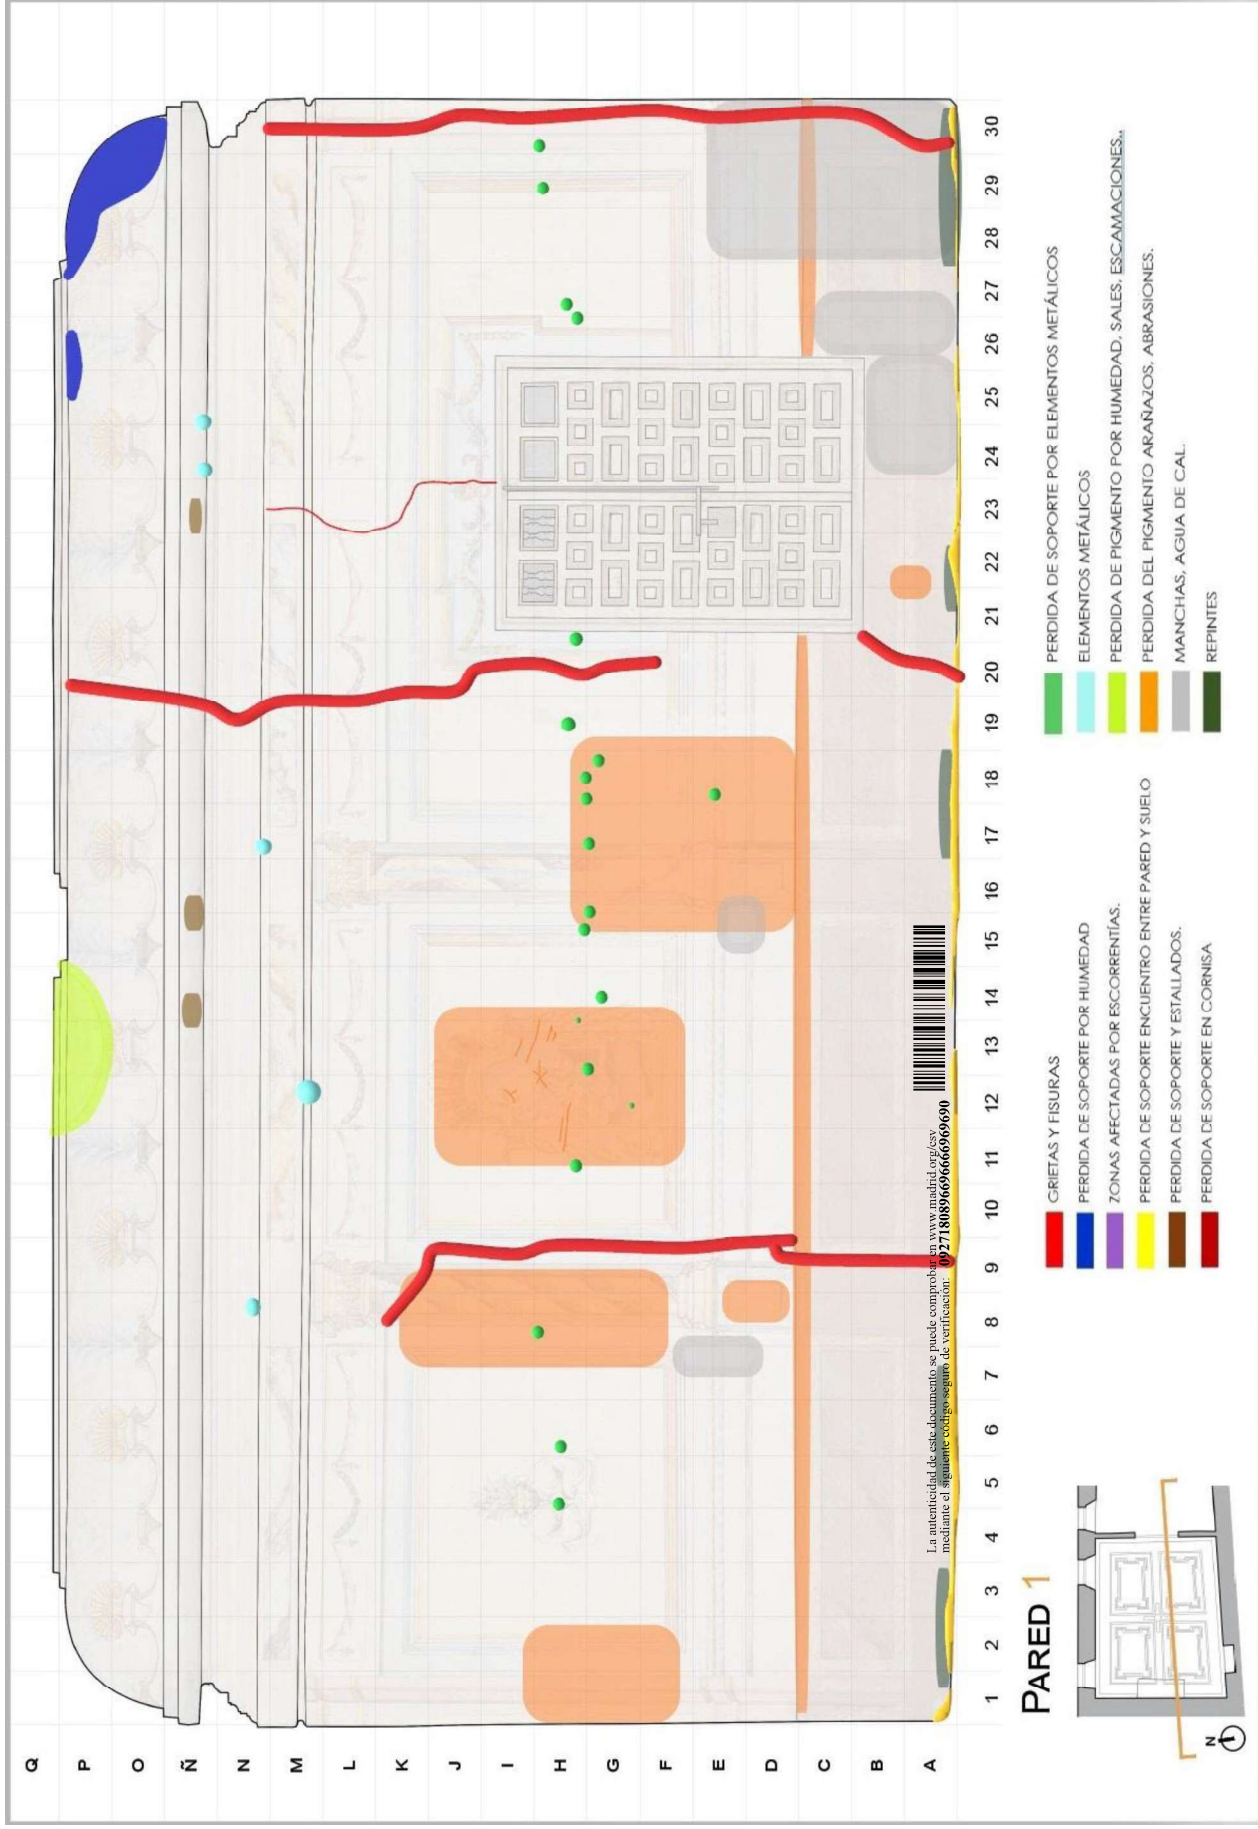 Q
P
O
Ñ
N
M
L
K
J
I
H
G
F
E
D
C
B
A
1 2 3 4 5 6 7 8 9 10 11 12 13 14 15 16 17 18 19 20 21 22 23 24 25 26 27 28 29 30
La autenticidad de este documento se puede comprobar en www.madrid.org/csv
mediante el siguiente código seguro de verificación: 0927180896696666969690
PARED 1
N
GRIETAS Y FISURAS
PERDIDA DE SOPORTE POR HUMEDAD
ZONAS AFECTADAS POR ESCORRENTÍAS.
PERDIDA DE SOPORTE ENCUENTRO ENTRE PARED Y SUELO
PERDIDA DE SOPORTE Y ESTALLADOS.
PERDIDA DE SOPORTE EN CORNISA
PERDIDA DE SOPORTE POR ELEMENTOS METÁLICOS
ELEMENTOS METÁLICOS
PERDIDA DE PIGMENTO POR HUMEDAD, SALES, ESCAMACIONES..
PERDIDA DEL PIGMENTO ARAÑAZOS, ABRASIONES.
MANCHAS, AGUA DE CAL.
REPINTES